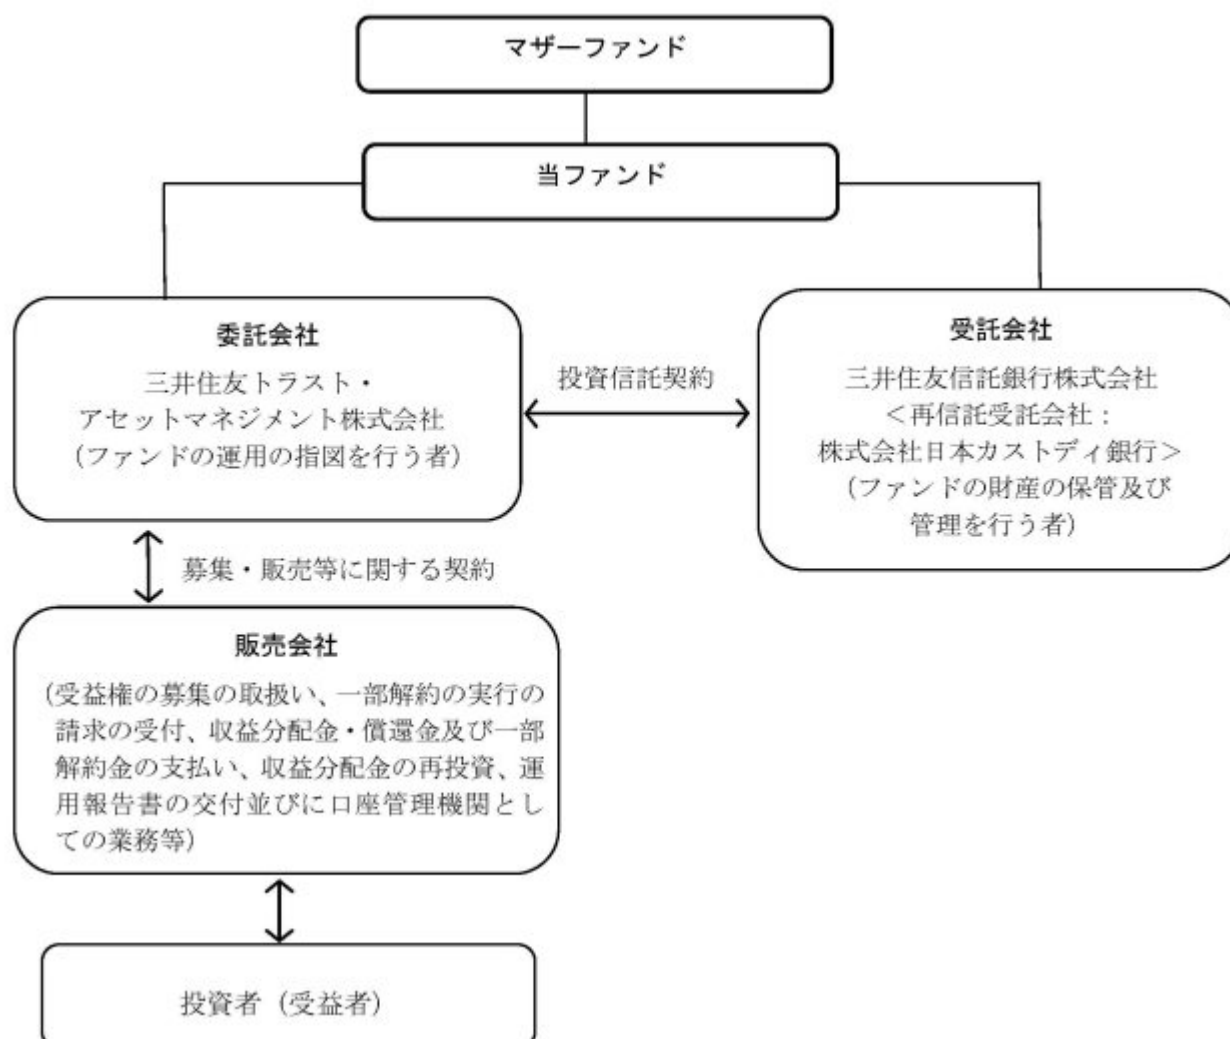 マザーファンド
当ファンド
委託会社
三井住友トラスト・
アセットマネジメント株式会社
（ファンドの運用の指図を行う者）
投資信託契約
受託会社
三井住友信託銀行株式会社
＜再信託受託会社：
株式会社日本カストディ銀行＞
（ファンドの財産の保管及び
管理を行う者）
募集・販売等に関する契約
販売会社
（受益権の募集の取扱い、一部解約の実行の
請求の受付、収益分配金・償還金及び一部
解約金の支払い、収益分配金の再投資、運
用報告書の交付並びに口座管理機関とし
ての業務等）
投資者（受益者）